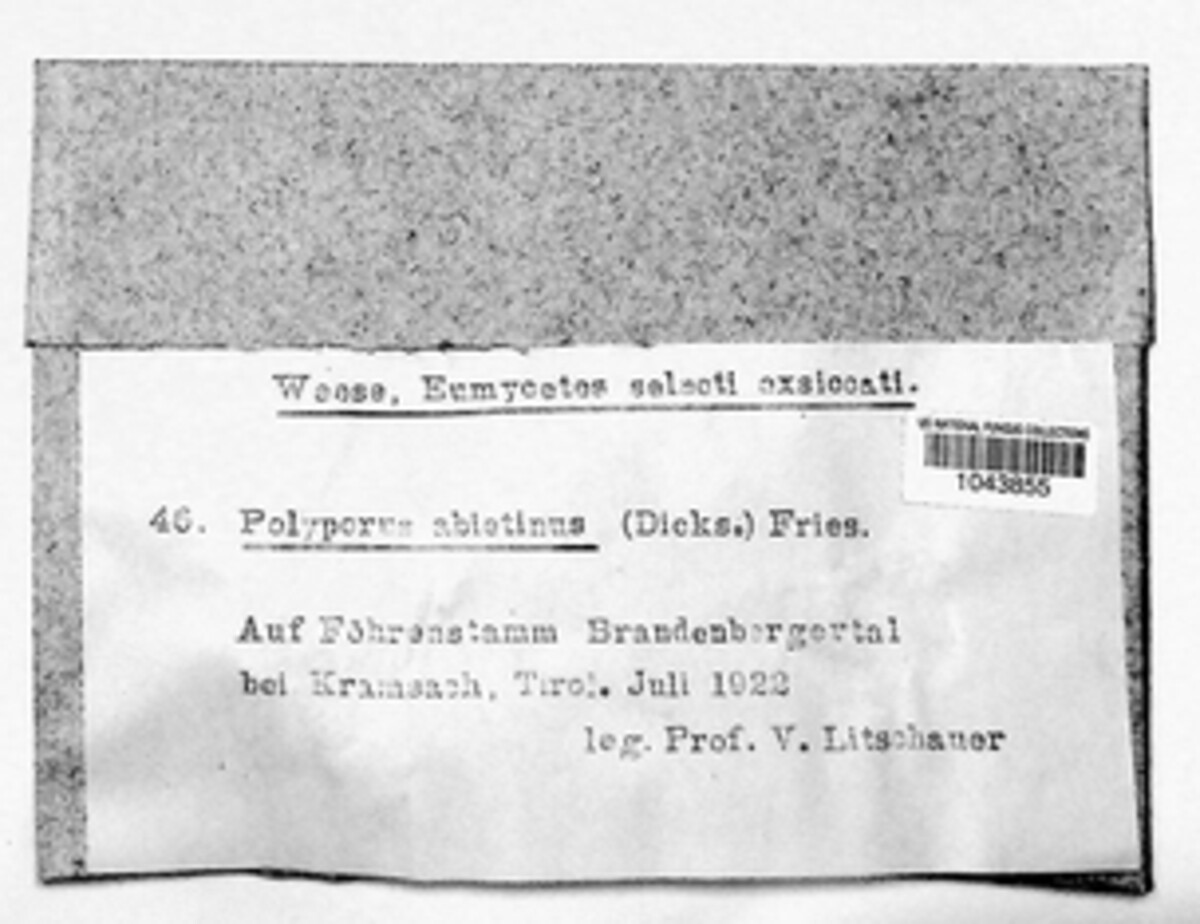 Weese, Eumycetes selecti exsiccati.
US NATIONAL FUNGUS COLLECTIONS
1043855
46. Polyporus abietinus (Dicks.) Fries.
Auf Föhrenstamm Brandenbergertal
bei Kramsach, Tirol. Juli 1922
leg. Prof. V. Litschauer